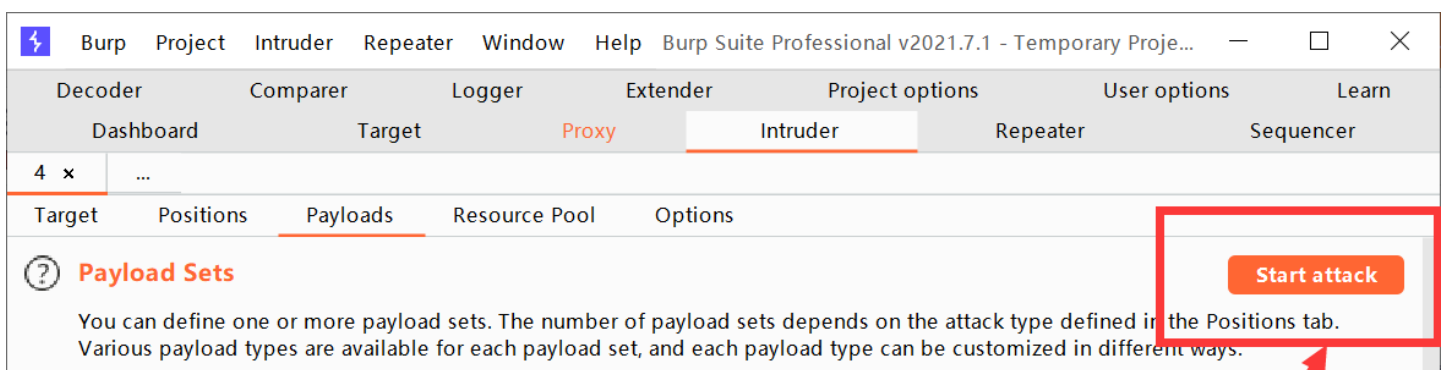 Burp Project Intruder Repeater Window Help Burp Suite Professional v2021.7.1 - Temporary Proje...
Decoder Comparer Logger Extender Project options User options Learn
Dashboard Target Proxy Intruder Repeater Sequencer
4 × ...
Target Positions Payloads Resource Pool Options
? Payload Sets Start attack
You can define one or more payload sets. The number of payload sets depends on the attack type defined in the Positions tab.
Various payload types are available for each payload set, and each payload type can be customized in different ways.